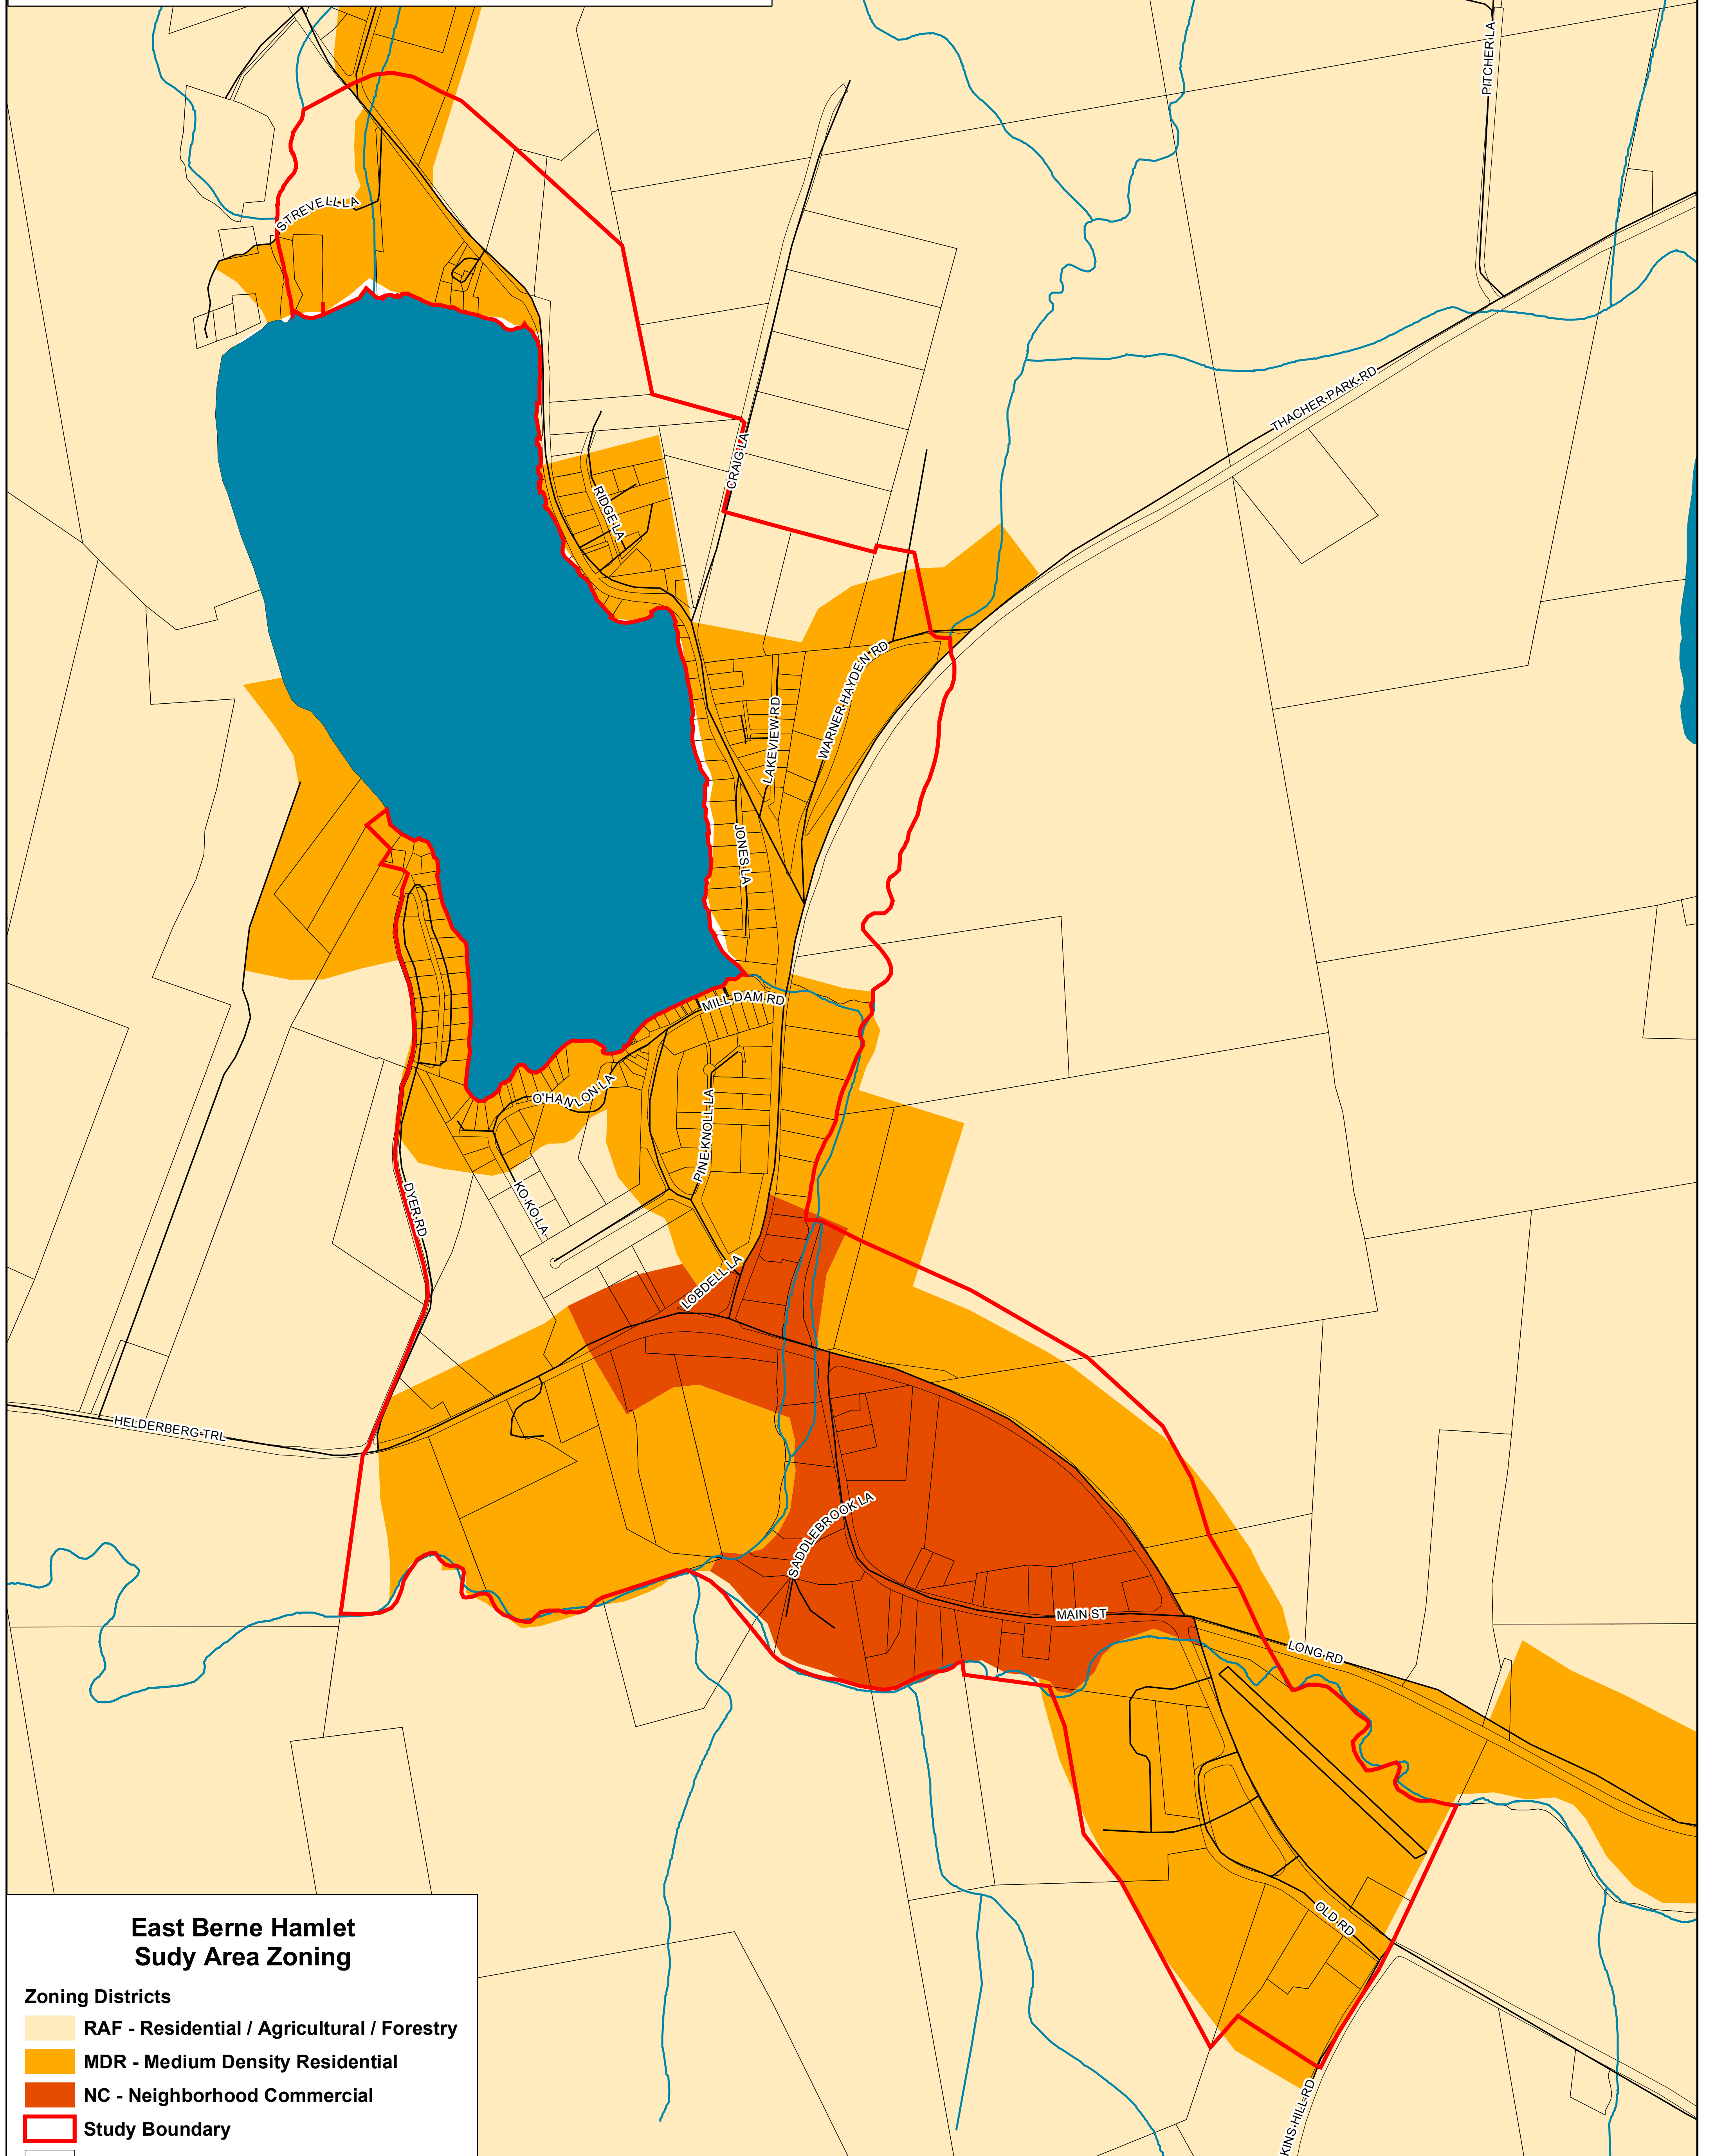 PITCHER LA
STREVELL LA
THACHER PARK RD
CRAIG LA
RIDGE LA
WARNER HAYDEN RD
LAKEVIEW RD
JONES LA
MILL DAM RD
O'HANLON LA
PINE KNOLL LA
KO KO LA
DYER RD
LOBDELL LA
HELDERBERG TRL
SADDLEBROOK LA
MAIN ST
LONG RD
OLD RD
KINS HILL RD
East Berne Hamlet
Sudy Area Zoning
Zoning Districts
RAF - Residential / Agricultural / Forestry
MDR - Medium Density Residential
NC - Neighborhood Commercial
Study Boundary